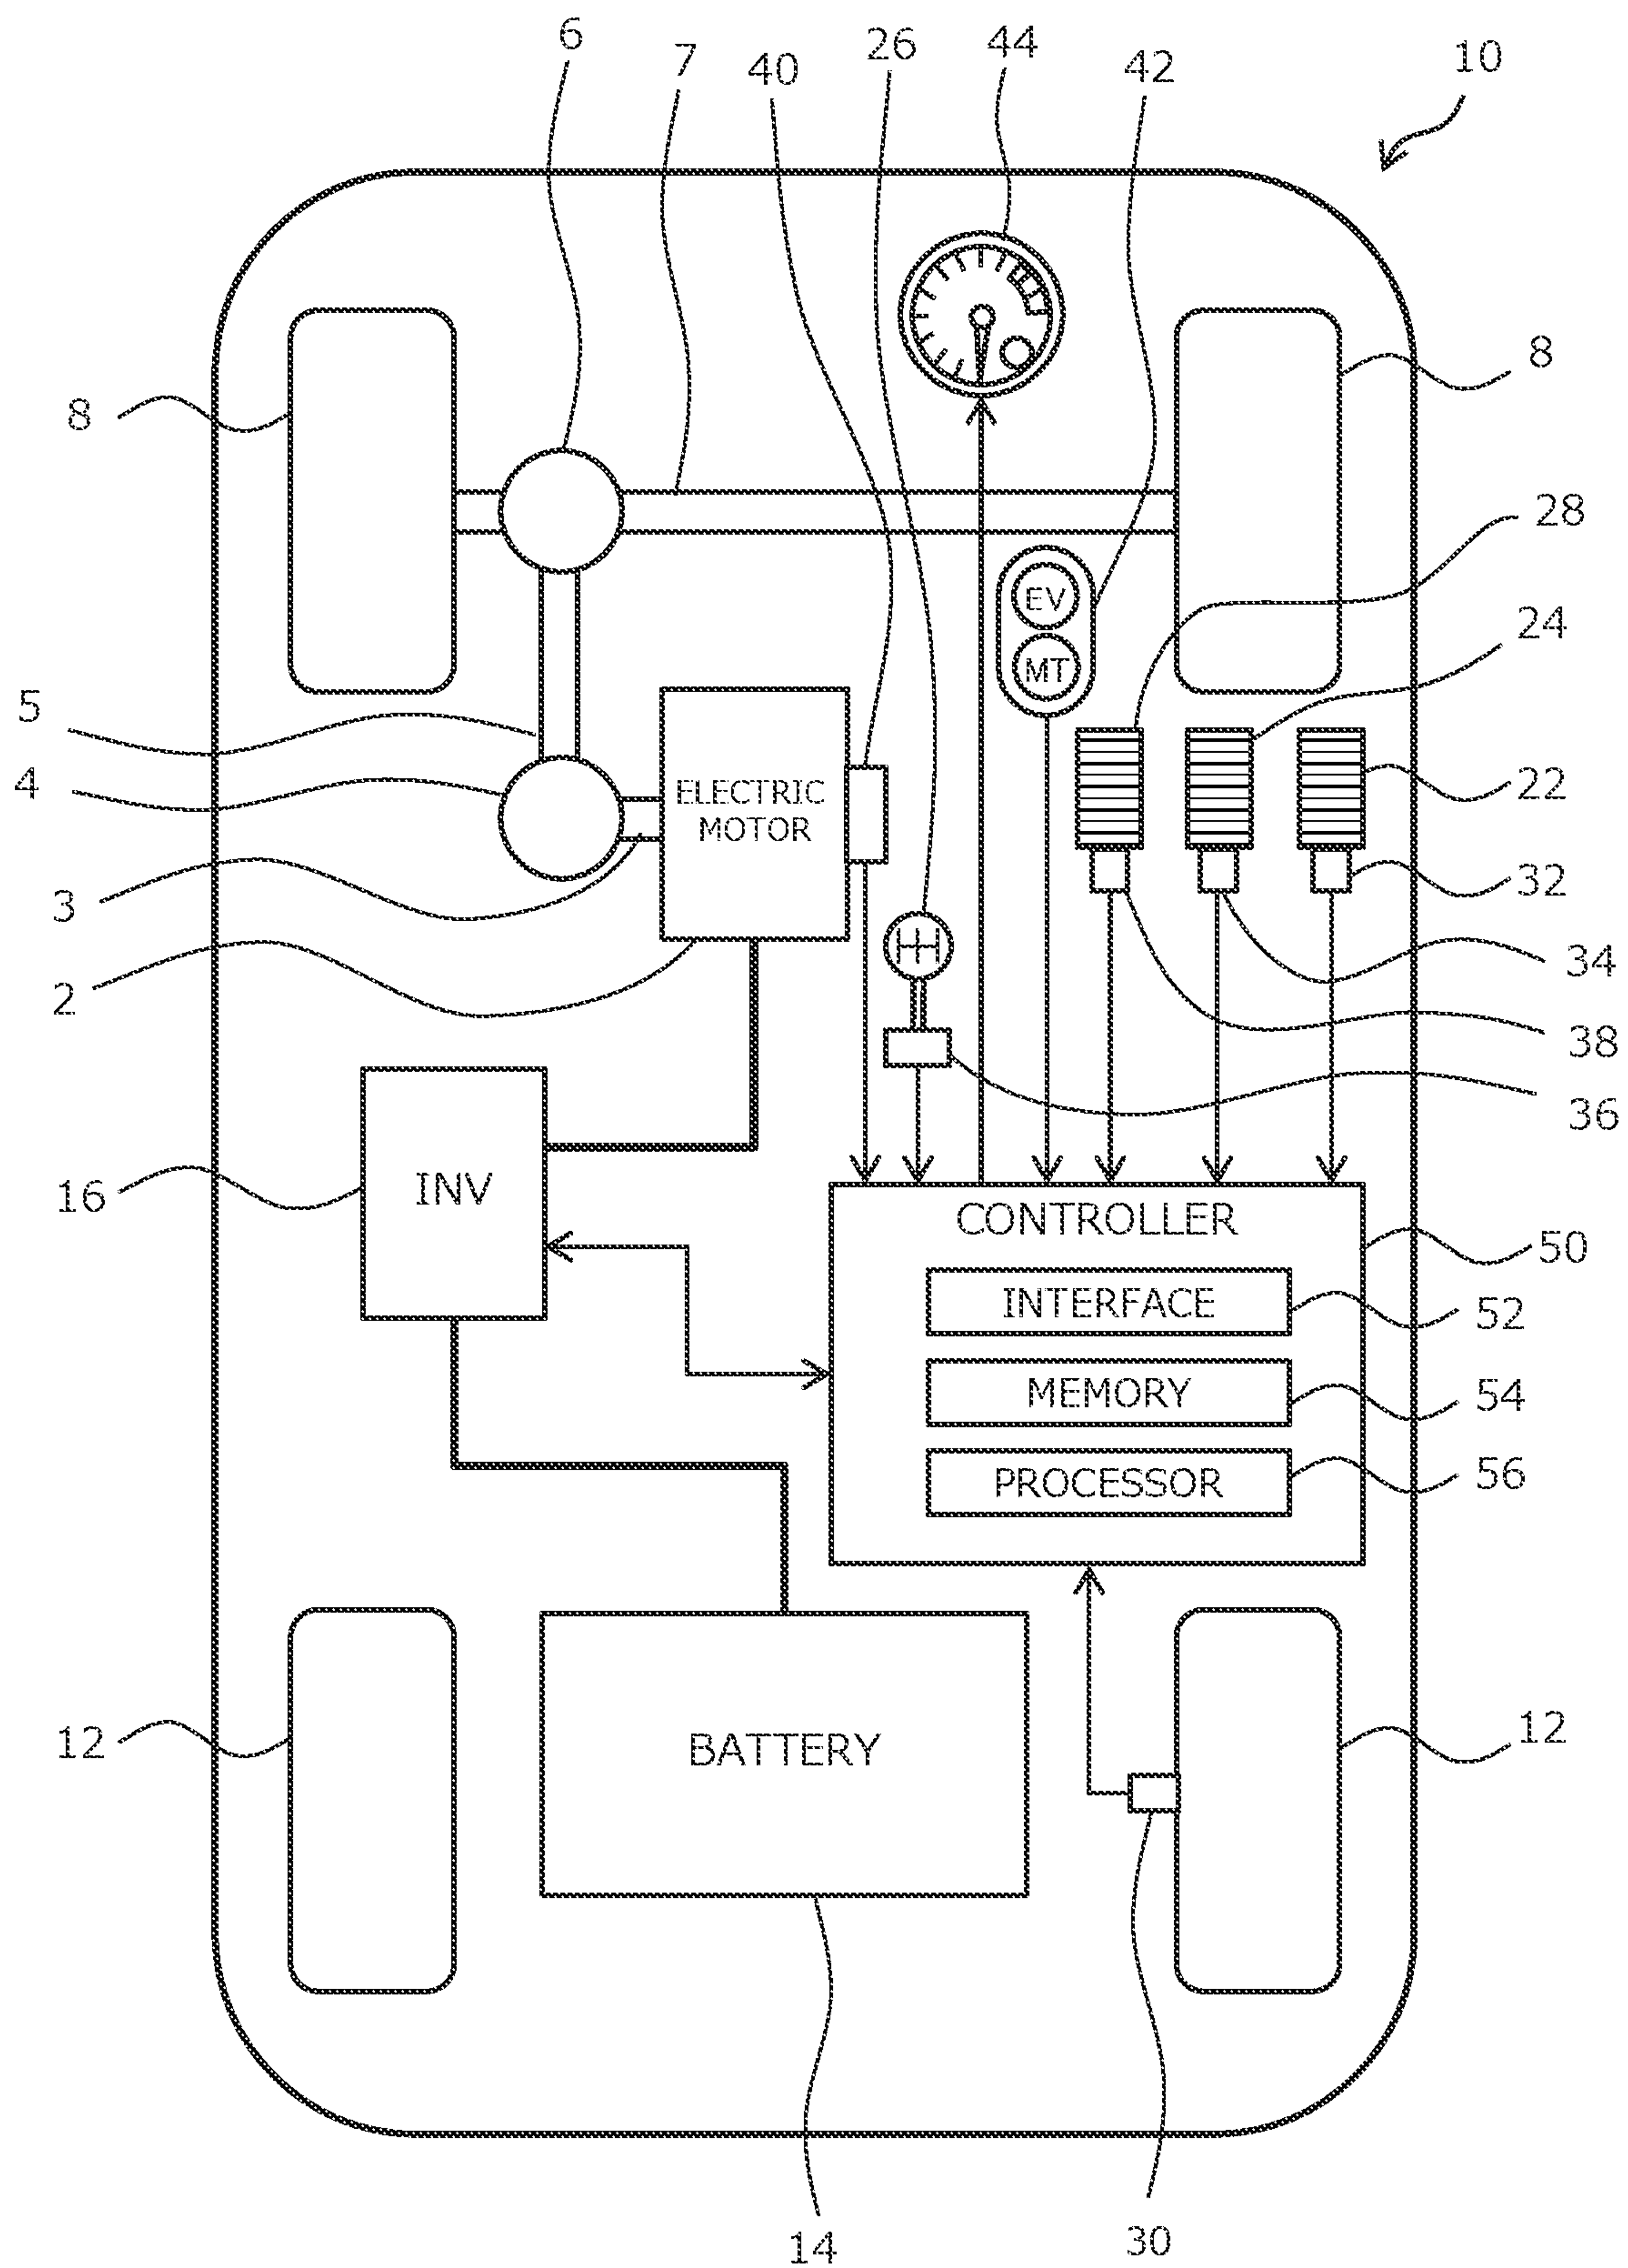 6
7
40
26
44
42
10
8
8
28
EV
24
MT
5
4
ELECTRIC
MOTOR
22
3
32
2
34
38
36
16
INV
CONTROLLER
50
INTERFACE
52
MEMORY
54
PROCESSOR
56
12
BATTERY
12
14
30